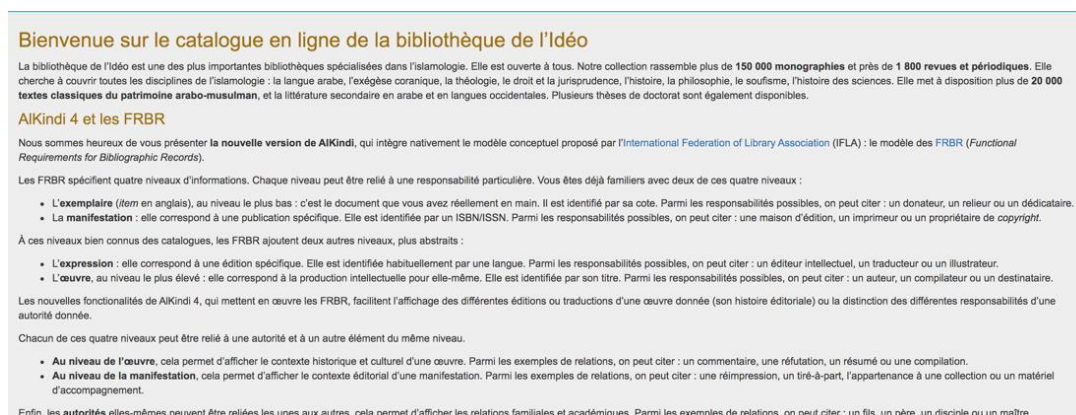 Bienvenue sur le catalogue en ligne de la bibliothèque de l'Idéo
La bibliothèque de l'Idéo est une des plus importantes bibliothèques spécialisées dans l'islamologie. Elle est ouverte à tous. Notre collection rassemble plus de 150 000 monographies et près de 1 800 revues et périodiques. Elle
cherche à couvrir toutes les disciplines de l'islamologie : la langue arabe, l'exégèse coranique, la théologie, le droit et la jurisprudence, l'histoire, la philosophie, le soufisme, l'histoire des sciences. Elle met à disposition plus de 20 000
textes classiques du patrimoine arabo-musulman, et la littérature secondaire en arabe et en langues occidentales. Plusieurs thèses de doctorat sont également disponibles.
AlKindi 4 et les FRBR
Nous sommes heureux de vous présenter la nouvelle version de AlKindi, qui intègre nativement le modèle conceptuel proposé par l'International Federation of Library Association (IFLA) : le modèle des FRBR (Functional
Requirements for Bibliographic Records).
Les FRBR spécifient quatre niveaux d'informations. Chaque niveau peut être relié à une responsabilité particulière. Vous êtes déjà familiers avec deux de ces quatre niveaux :
• L'exemplaire (item en anglais), au niveau le plus bas : c'est le document que vous avez réellement en main. Il est identifié par sa cote. Parmi les responsabilités possibles, on peut citer : un donateur, un relieur ou un dédicataire.
• La manifestation : elle correspond à une publication spécifique. Elle est identifiée par un ISBN/ISSN. Parmi les responsabilités possibles, on peut citer : une maison d'édition, un imprimeur ou un propriétaire de copyright.
À ces niveaux bien connus des catalogues, les FRBR ajoutent deux autres niveaux, plus abstraits :
• L'expression : elle correspond à une édition spécifique. Elle est identifiée habituellement par une langue. Parmi les responsabilités possibles, on peut citer : un éditeur intellectuel, un traducteur ou un illustrateur.
• L'œuvre, au niveau le plus élevé : elle correspond à la production intellectuelle pour elle-même. Elle est identifiée par son titre. Parmi les responsabilités possibles, on peut citer : un auteur, un compilateur ou un destinataire.
Les nouvelles fonctionalités de AlKindi 4, qui mettent en œuvre les FRBR, facilitent l'affichage des différentes éditions ou traductions d'une œuvre donnée (son histoire éditoriale) ou la distinction des différentes responsabilités d'une
autorité donnée.
Chacun de ces quatre niveaux peut être relié à une autorité et à un autre élément du même niveau.
• Au niveau de l'œuvre, cela permet d'afficher le contexte historique et culturel d'une œuvre. Parmi les exemples de relations, on peut citer : un commentaire, une réfutation, un résumé ou une compilation.
• Au niveau de la manifestation, cela permet d'afficher le contexte éditorial d'une manifestation. Parmi les exemples de relations, on peut citer : une réimpression, un tiré-à-part, l'appartenance à une collection ou un matériel
d'accompagnement.
Enfin, les autorités elles-mêmes peuvent être reliées les unes aux autres, cela permet d'afficher les relations familiales et académiques. Parmi les exemples de relations, on peut citer : un fils, un père, un disciple ou un maître